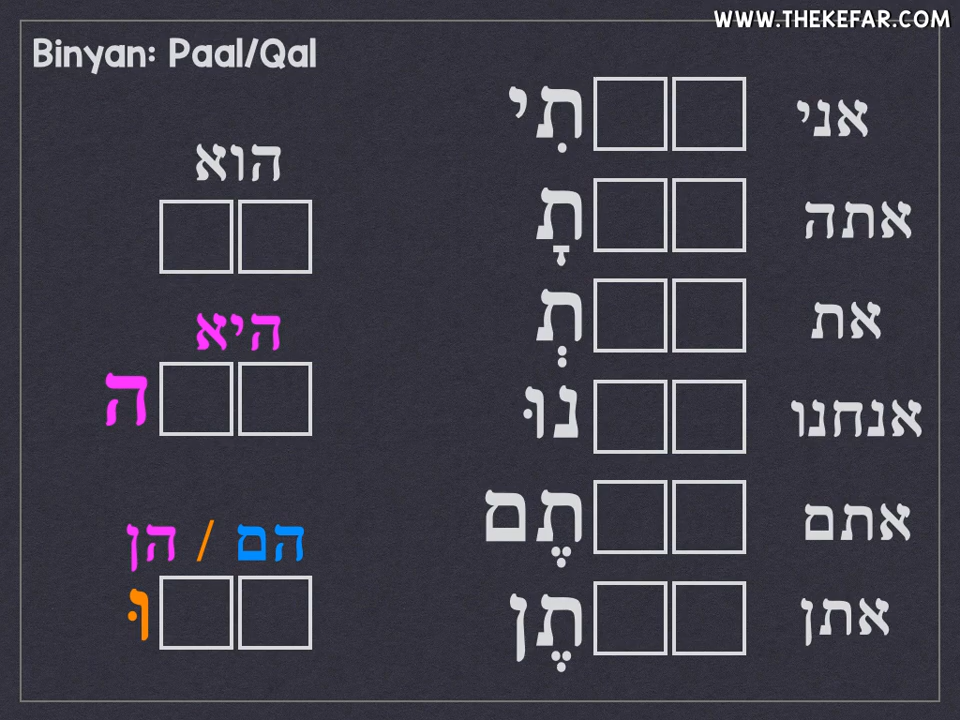 WWW.THEKEFAR.COM
Binyan: Paal/Qal
אני
תִי
אתה
תָ
את
תְ
אנחנו
נוּ
אתם
תֶם
אתן
תֶן
הוא
היא
ה
הם / הן
וּ